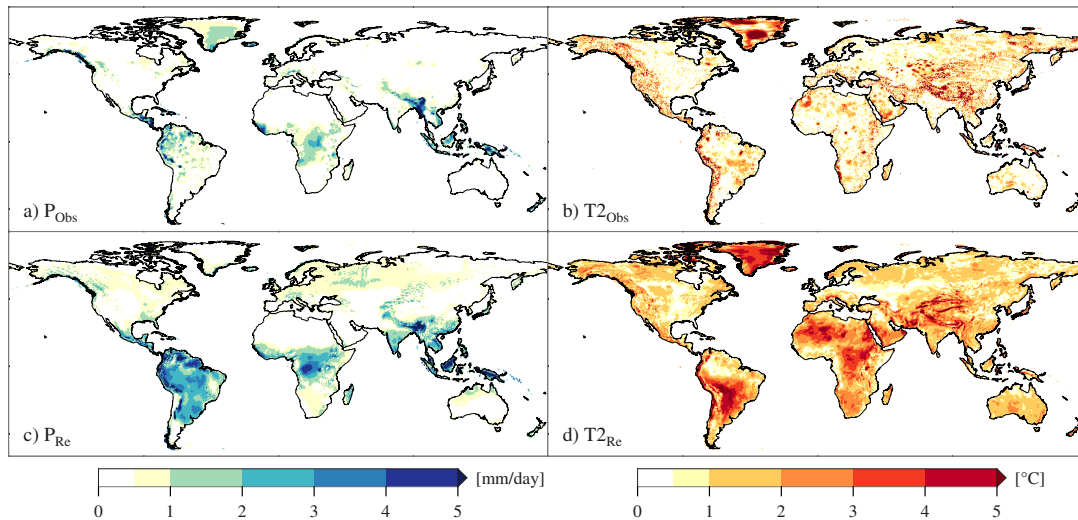 a) P_Obs
b) T2_Obs
c) P_Re
d) T2_Re
[mm/day]
0 1 2 3 4 5
[°C]
0 1 2 3 4 5